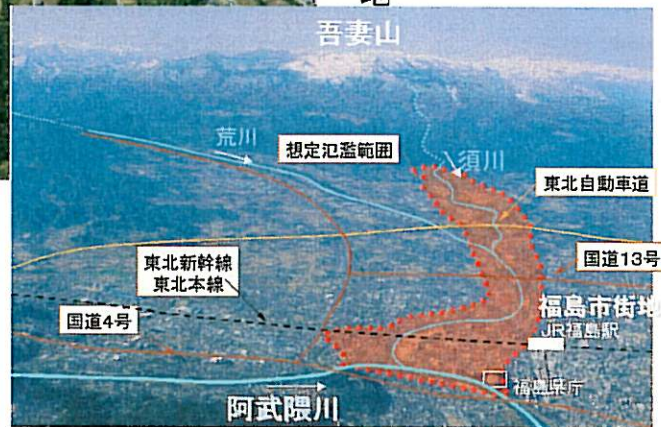 地
吾妻山
荒川
想定氾濫範囲
須川
東北自動車道
東北新幹線
東北本線
国道13号
国道4号
福島市街地
JR福島駅
福島県庁
阿武隈川